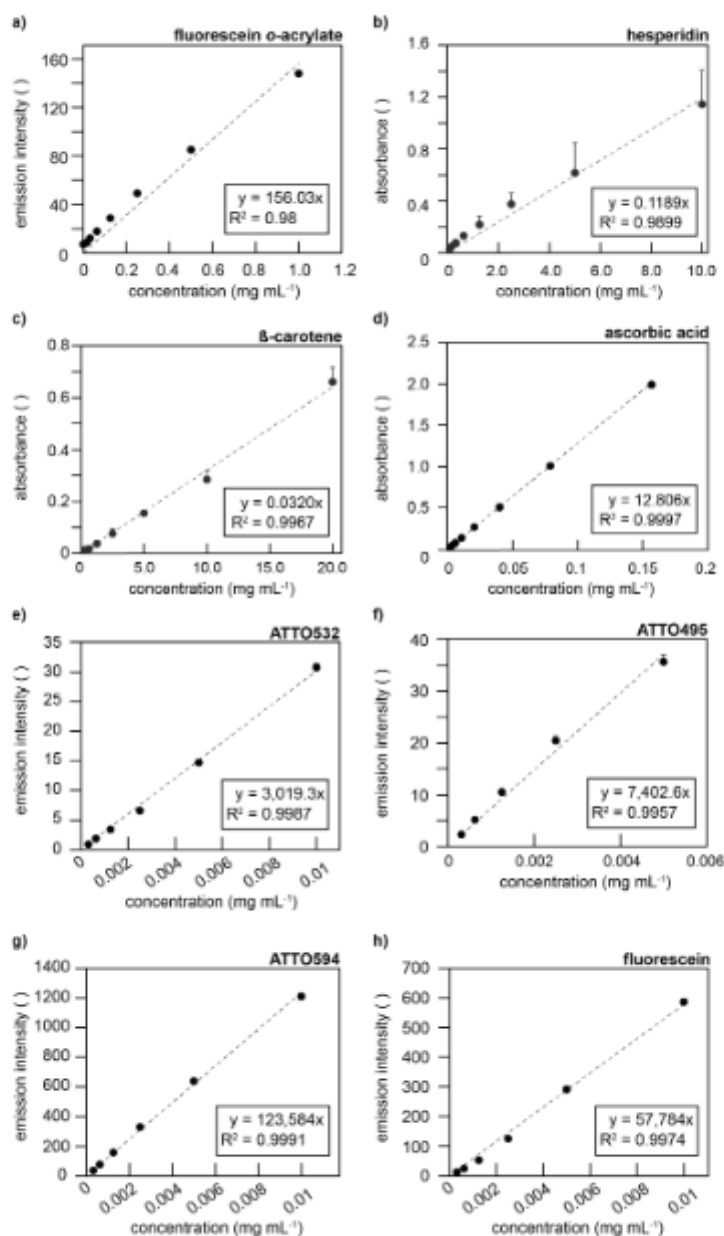 a)
fluorescein o-acrylate
emission intensity ( )
160
120
80
40
0
y = 156.03x
R² = 0.98
0 0.2 0.4 0.6 0.8 1.0 1.2
concentration (mg mL⁻¹)
b)
hesperidin
absorbance ( )
1.6
1.2
0.8
0.4
0
y = 0.1189x
R² = 0.9899
0 2.0 4.0 6.0 8.0 10.0
concentration (mg mL⁻¹)
c)
ß-carotene
absorbance ( )
0.8
0.6
0.4
0.2
0
y = 0.0320x
R² = 0.9967
0 5.0 10.0 15.0 20.0
concentration (mg mL⁻¹)
d)
ascorbic acid
absorbance ( )
2.5
2.0
1.5
1.0
0.5
0
y = 12.806x
R² = 0.9997
0 0.05 0.10 0.15 0.2
concentration (mg mL⁻¹)
e)
ATTO532
emission intensity ( )
35
30
25
20
15
10
5
0
y = 3,019.3x
R² = 0.9987
0 0.002 0.004 0.006 0.008 0.01
concentration (mg mL⁻¹)
f)
ATTO495
emission intensity ( )
40
30
20
10
0
y = 7,402.6x
R² = 0.9957
0 0.002 0.004 0.006
concentration (mg mL⁻¹)
g)
ATTO594
emission intensity ( )
1400
1200
1000
800
600
400
200
0
y = 123,584x
R² = 0.9991
0 0.002 0.004 0.006 0.008 0.01
concentration (mg mL⁻¹)
h)
fluorescein
emission intensity ( )
700
600
500
400
300
200
100
0
y = 57,784x
R² = 0.9974
0 0.002 0.004 0.006 0.008 0.01
concentration (mg mL⁻¹)